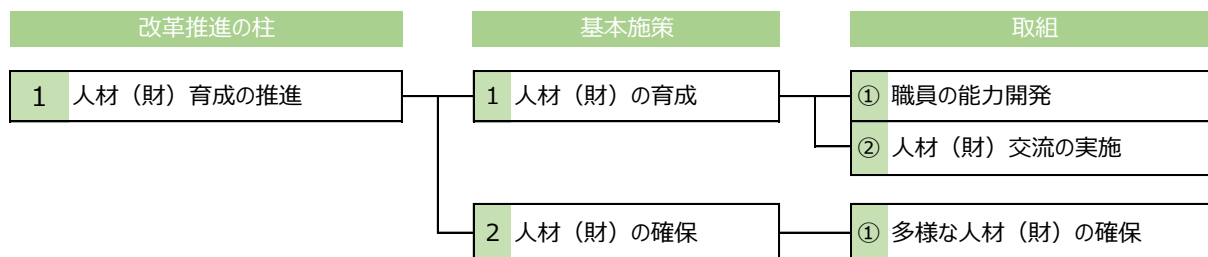 改革推進の柱 基本施策 取組
1 人材（財）育成の推進 1 人材（財）の育成 ① 職員の能力開発
② 人材（財）交流の実施
2 人材（財）の確保 ① 多様な人材（財）の確保